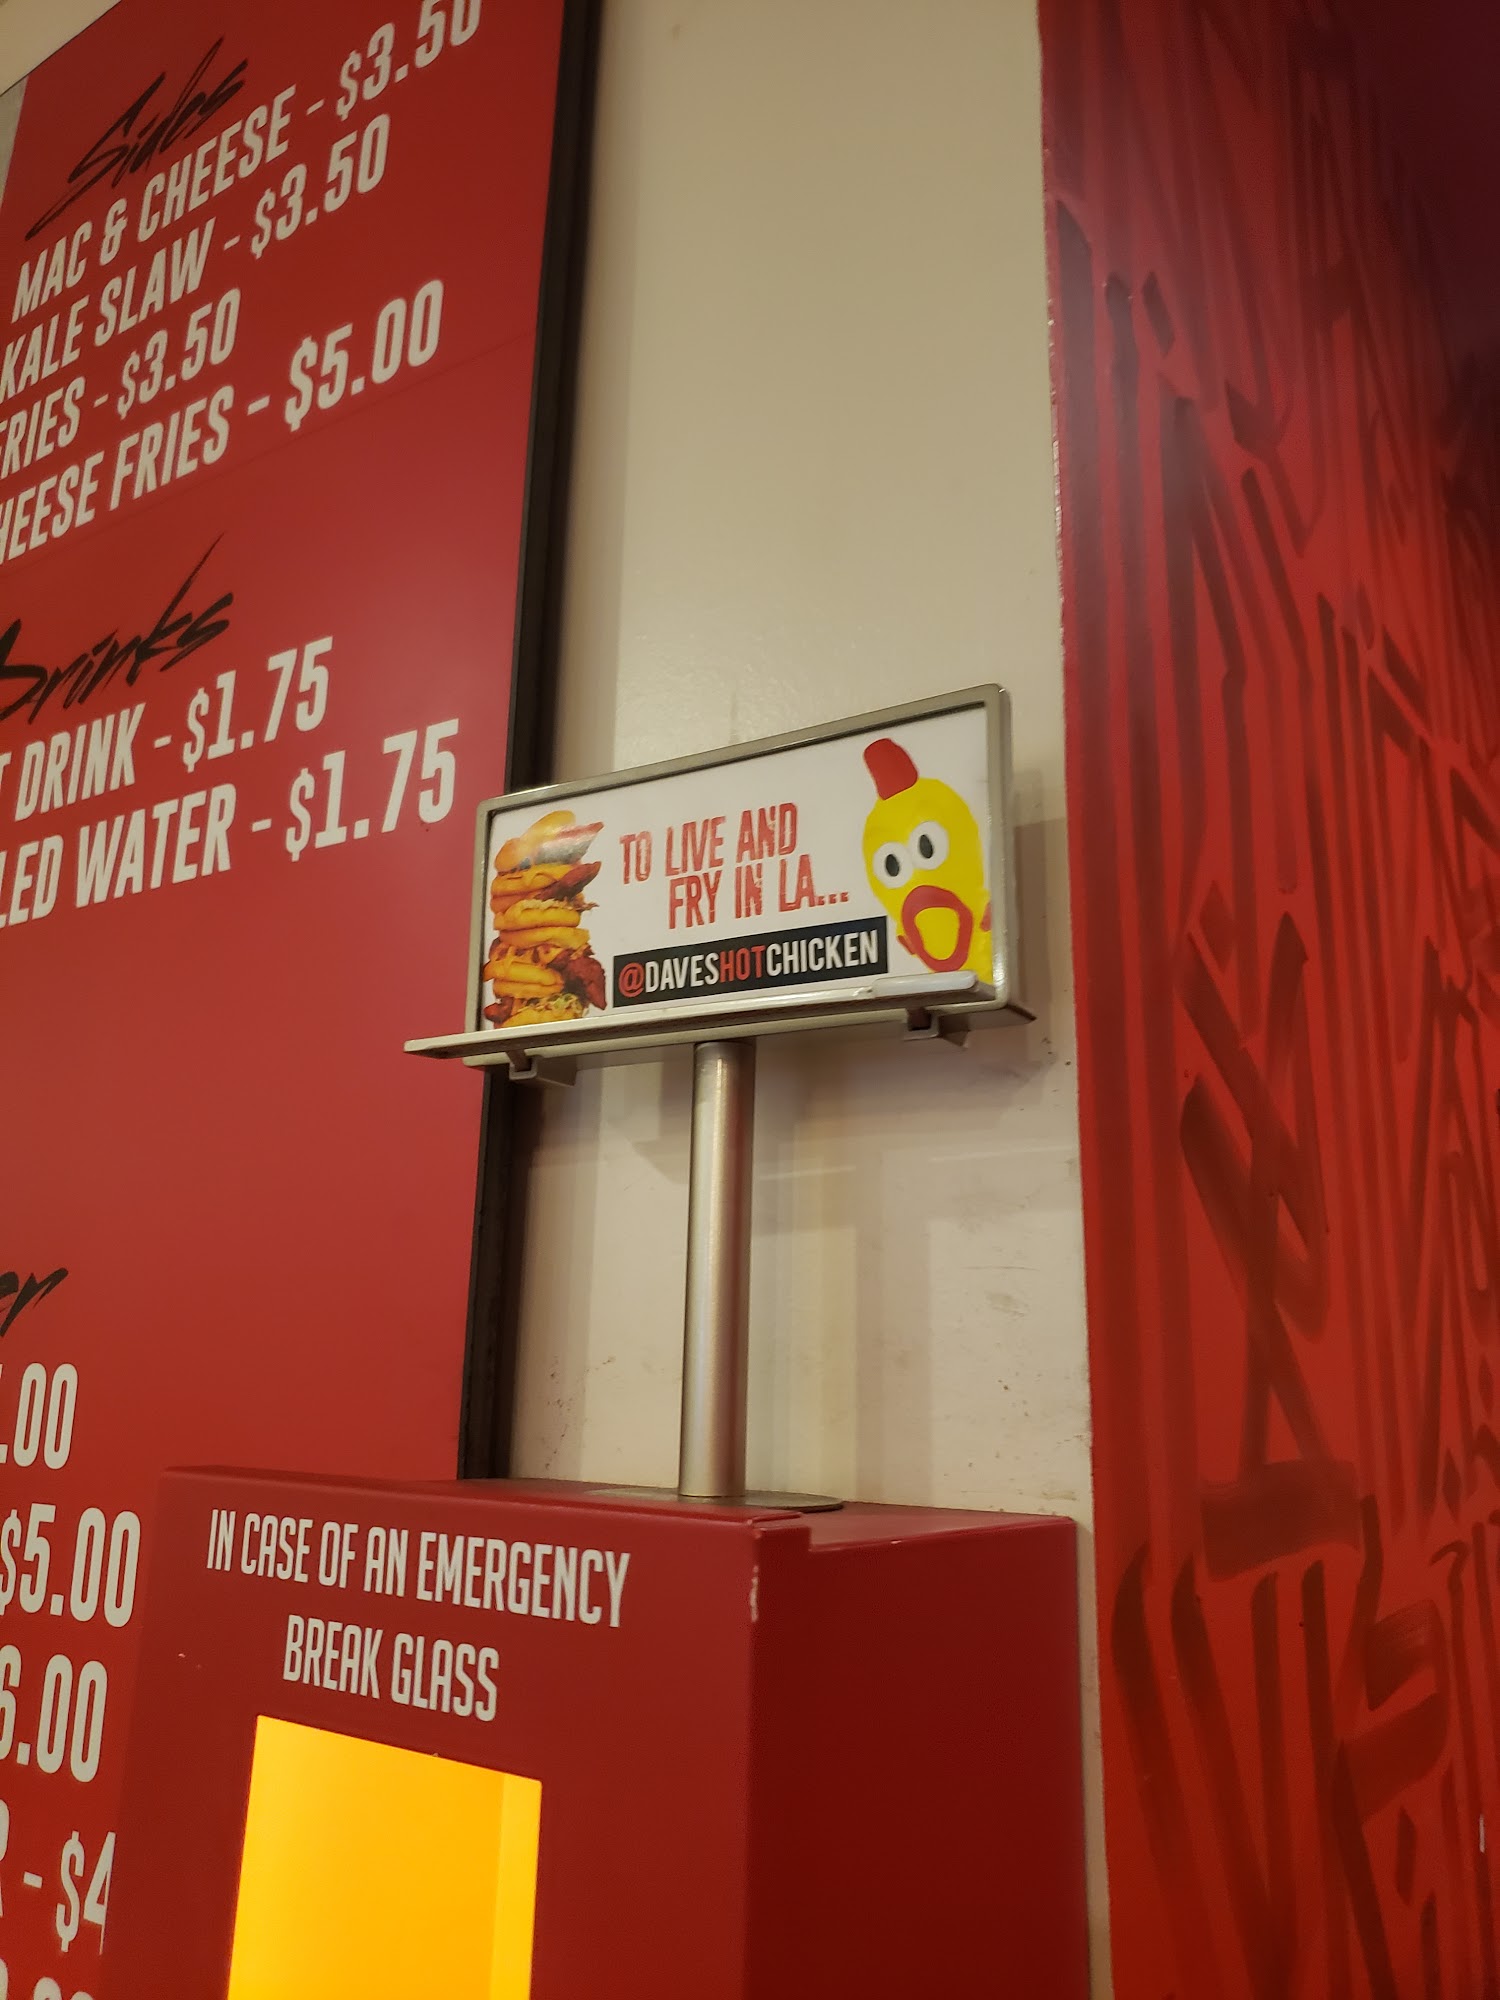 Sides
MAC & CHEESE - $3.50
KALE SLAW - $3.50
FRIES - $3.50
HEESE FRIES - $5.00
Drinks
T DRINK - $1.75
LED WATER - $1.75
er
.00
$5.00
6.00
- $4
TO LIVE AND
FRY IN LA...
@DAVESHOTCHICKEN
IN CASE OF AN EMERGENCY
BREAK GLASS